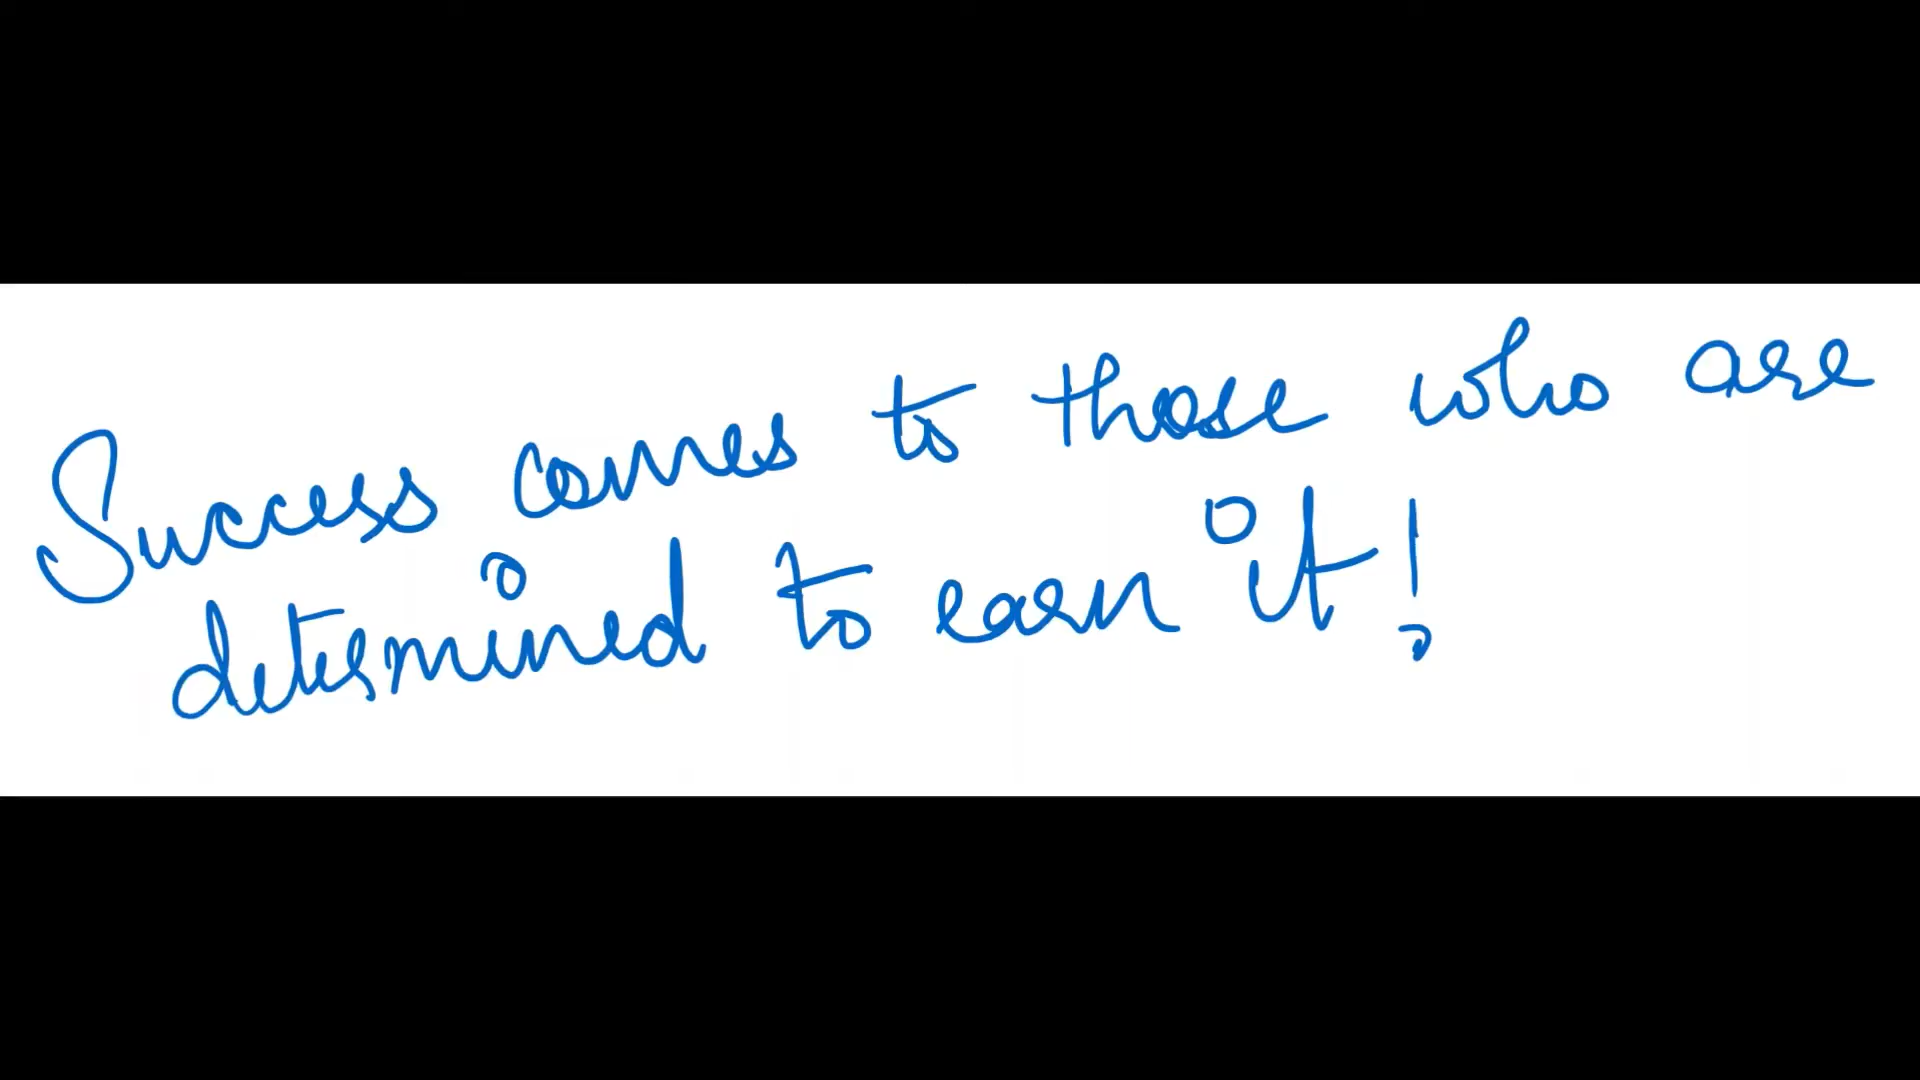 Success comes to those who are
determined to earn it!